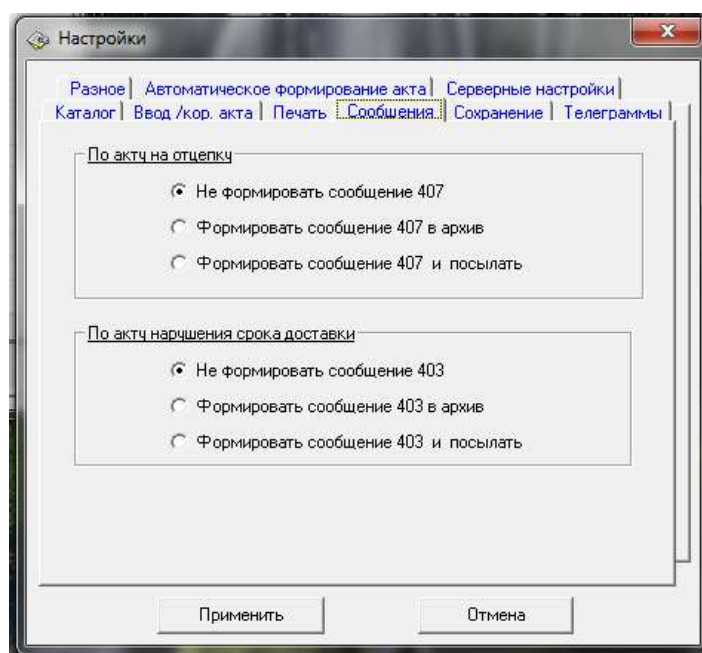 Настройки
Разное Автоматическое формирование акта Серверные настройки
Каталог Ввод /кор. акта Печать Сообщения Сохранение Телеграммы
По акту на отцепку
Не формировать сообщение 407
Формировать сообщение 407 в архив
Формировать сообщение 407 и посылать
По акту нарушения срока доставки
Не формировать сообщение 403
Формировать сообщение 403 в архив
Формировать сообщение 403 и посылать
Применить Отмена